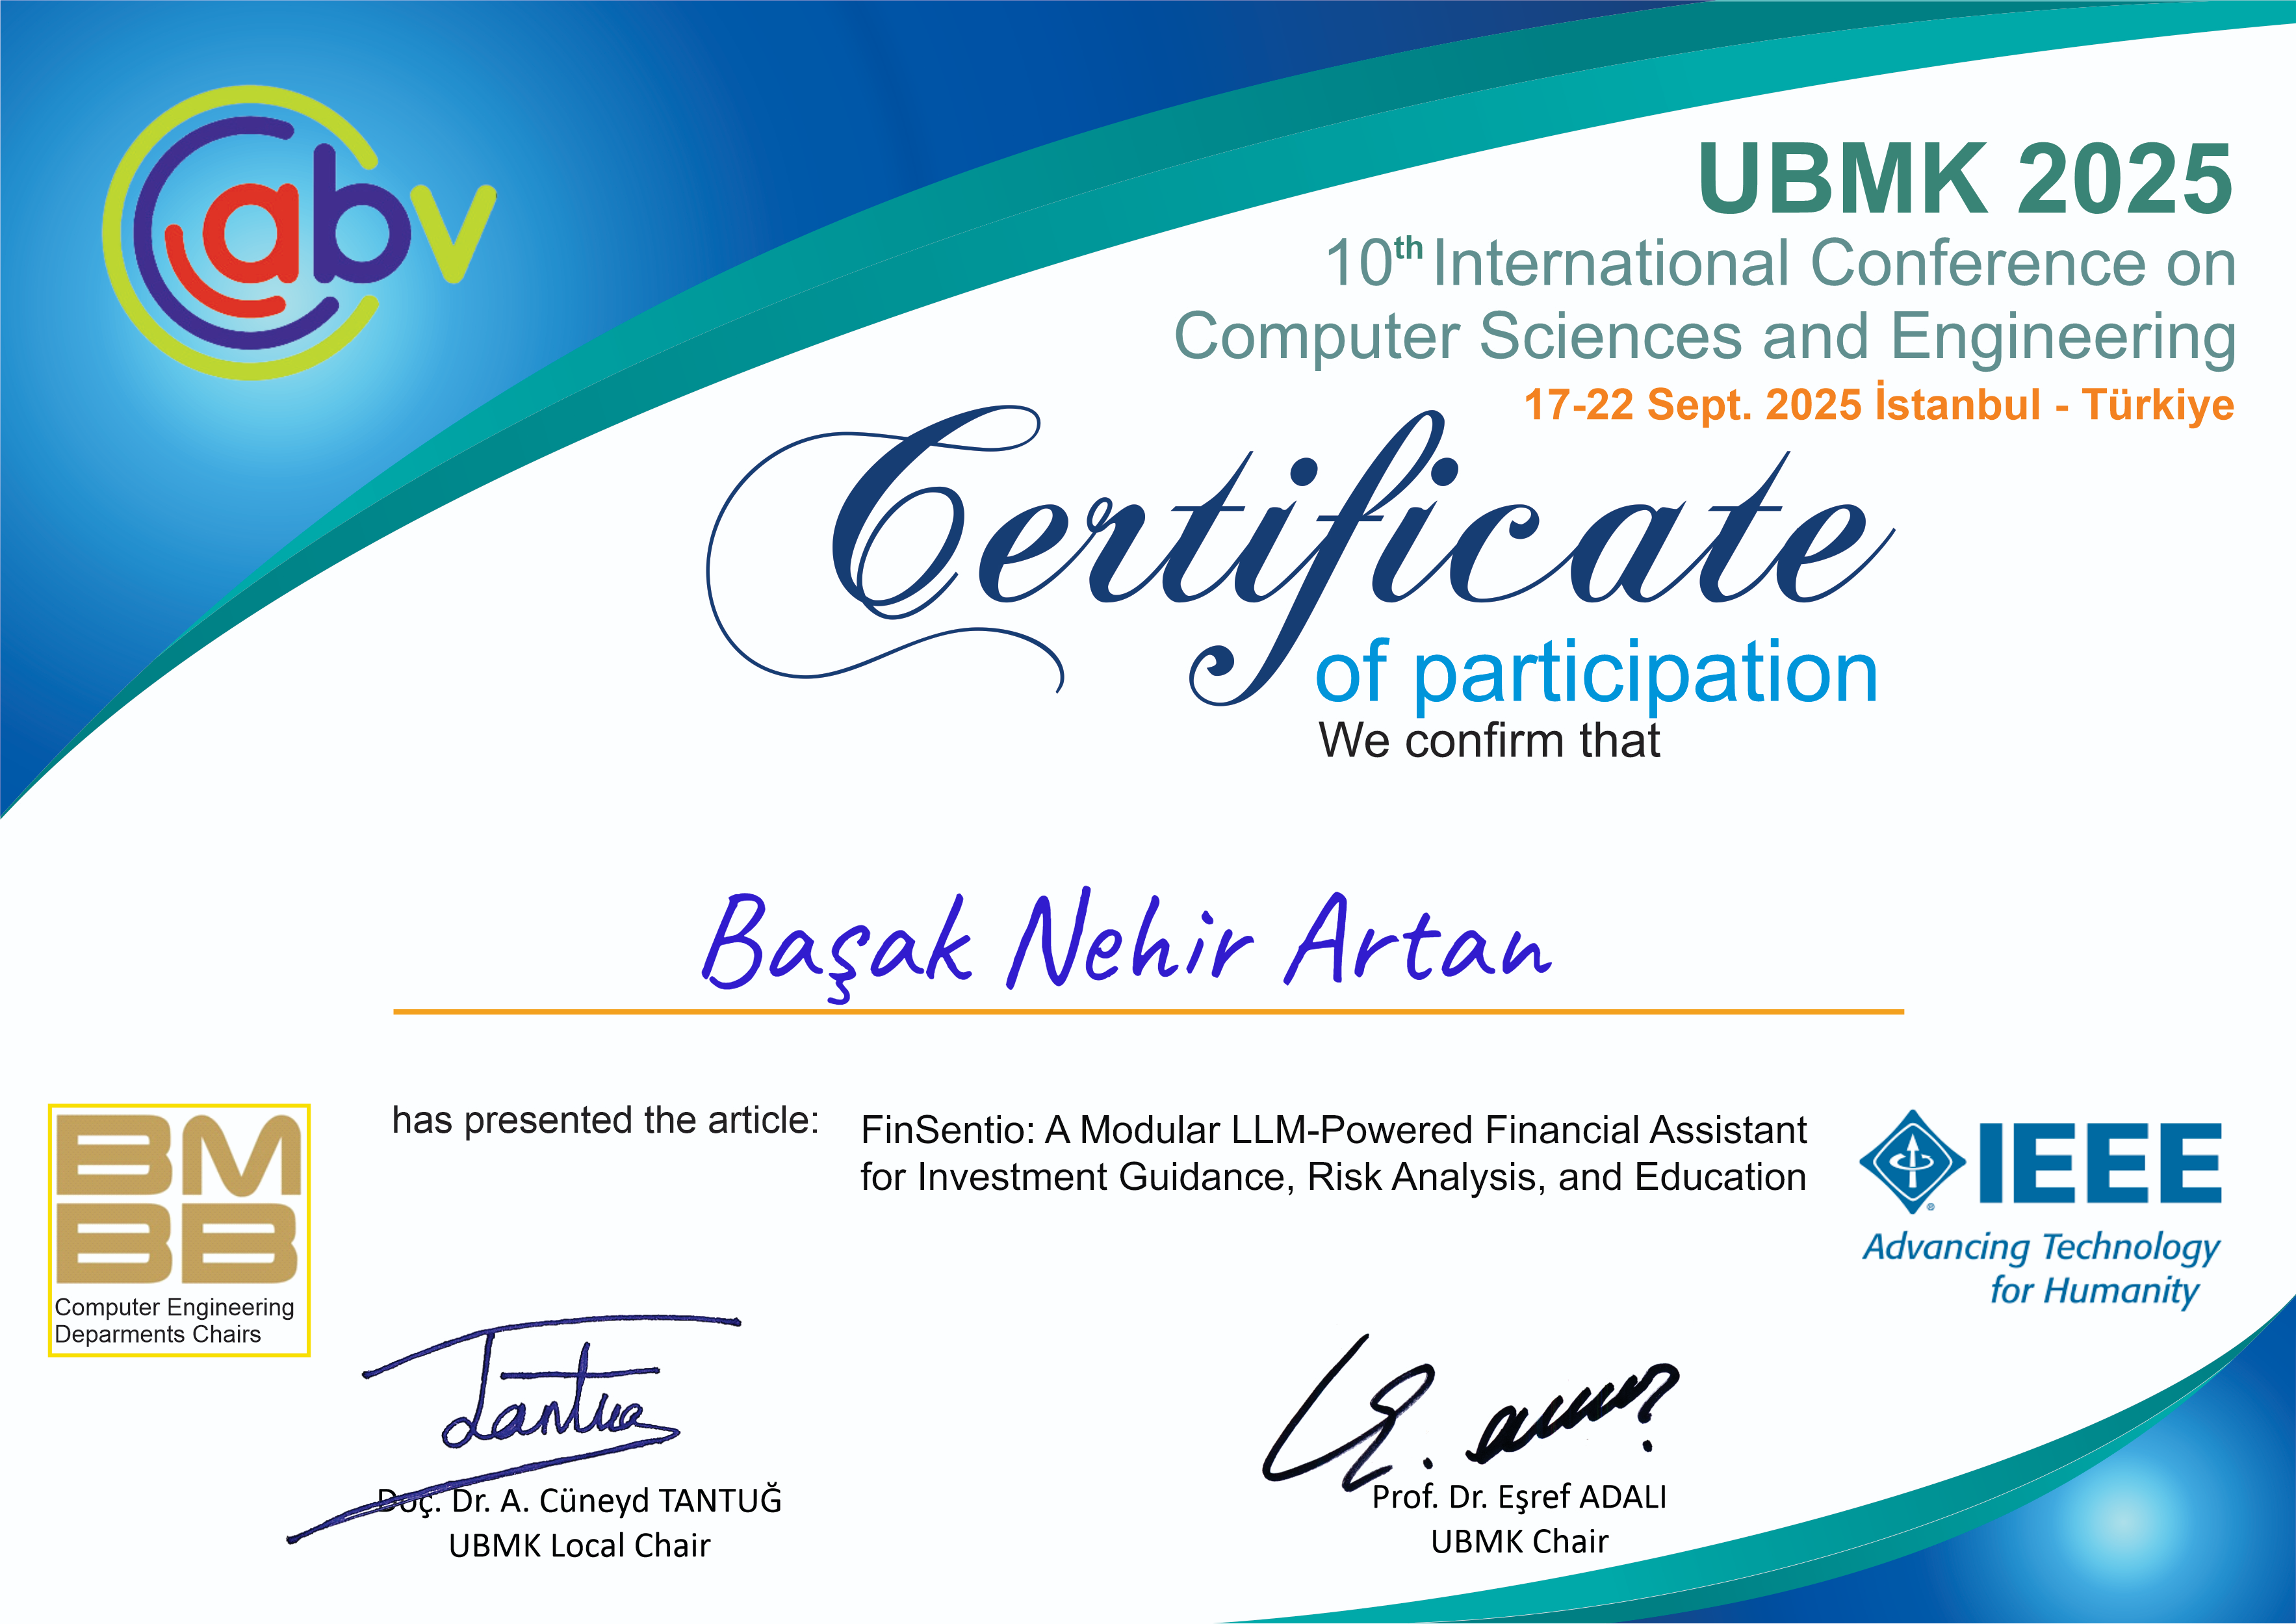 abv
UBMK 2025
10th International Conference on
Computer Sciences and Engineering
17-22 Sept. 2025 İstanbul - Türkiye
Certificate
of participation
We confirm that
Başak Nehir Artan
has presented the article:
FinSentio: A Modular LLM-Powered Financial Assistant
for Investment Guidance, Risk Analysis, and Education
BM
BB
Computer Engineering
Deparments Chairs
IEEE
Advancing Technology
for Humanity
Doç. Dr. A. Cüneyd TANTUĞ
UBMK Local Chair
Prof. Dr. Eşref ADALI
UBMK Chair